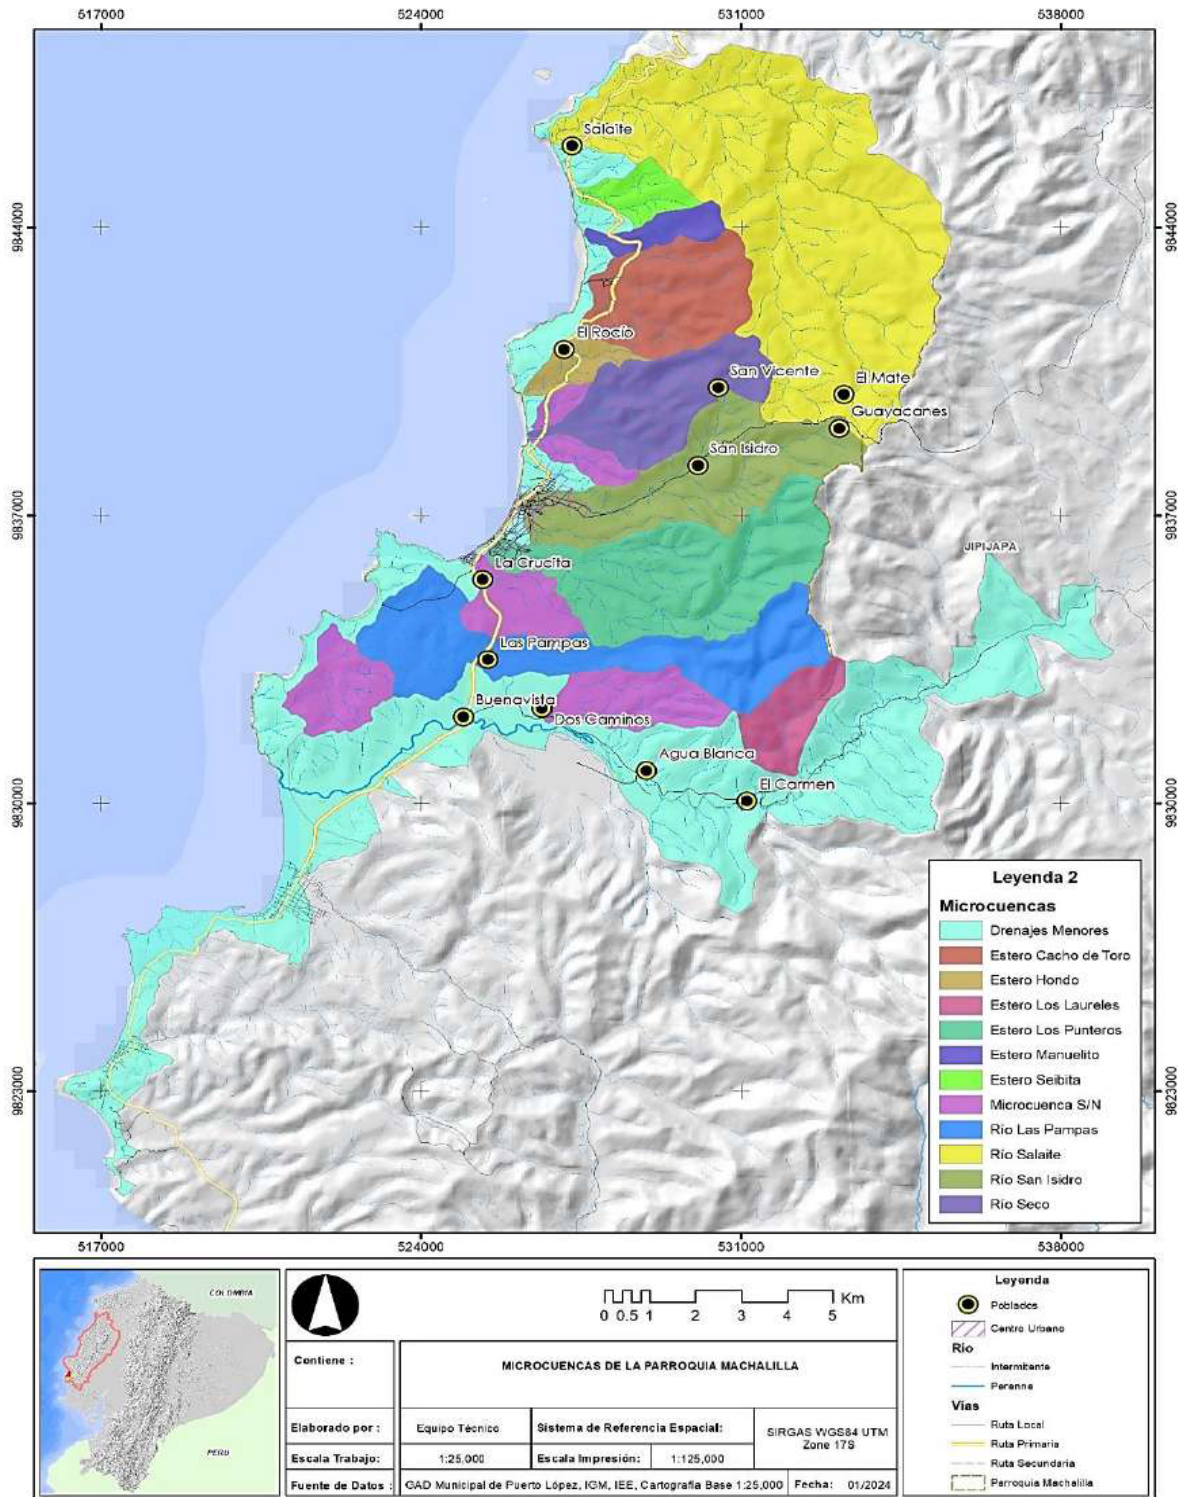 517000 524000 531000 538000
Salaite
9844000 9844000
El Rocío
San Vicente
El Mate
Guayacanes
San Isidro
9837000 9837000
JIPIJAPA
La Crucita
Las Pampas
Buenavista
Dos Caminos
Agua Blanca
El Carmen
9830000 9830000
Leyenda 2
Microcuencas
Drenajes Menores
Estero Cacho de Toro
Estero Hondo
Estero Los Laureles
Estero Los Punteros
Estero Manuelito
Estero Seibita
Microcuenca S/N
Río Las Pampas
Río Salaite
Río San Isidro
Río Seco
9823000 9823000
517000 524000 531000 538000
COLOMBIA
PERU
Km
0 0.5 1 2 3 4 5
Contiene :
MICROCUENCAS DE LA PARROQUIA MACHALILLA
Elaborado por : Equipo Técnico Sistema de Referencia Espacial: SIRGAS WGS84 UTM
Zone 17S
Escala Trabajo: 1:25,000 Escala Impresión: 1:125,000
Fuente de Datos : GAD Municipal de Puerto López, IGM, IEE, Cartografía Base 1:25,000 Fecha: 01/2024
Leyenda
Poblados
Centro Urbano
Río
Intermitente
Perenne
Vías
Ruta Local
Ruta Primaria
Ruta Secundaria
Parroquia Machalilla